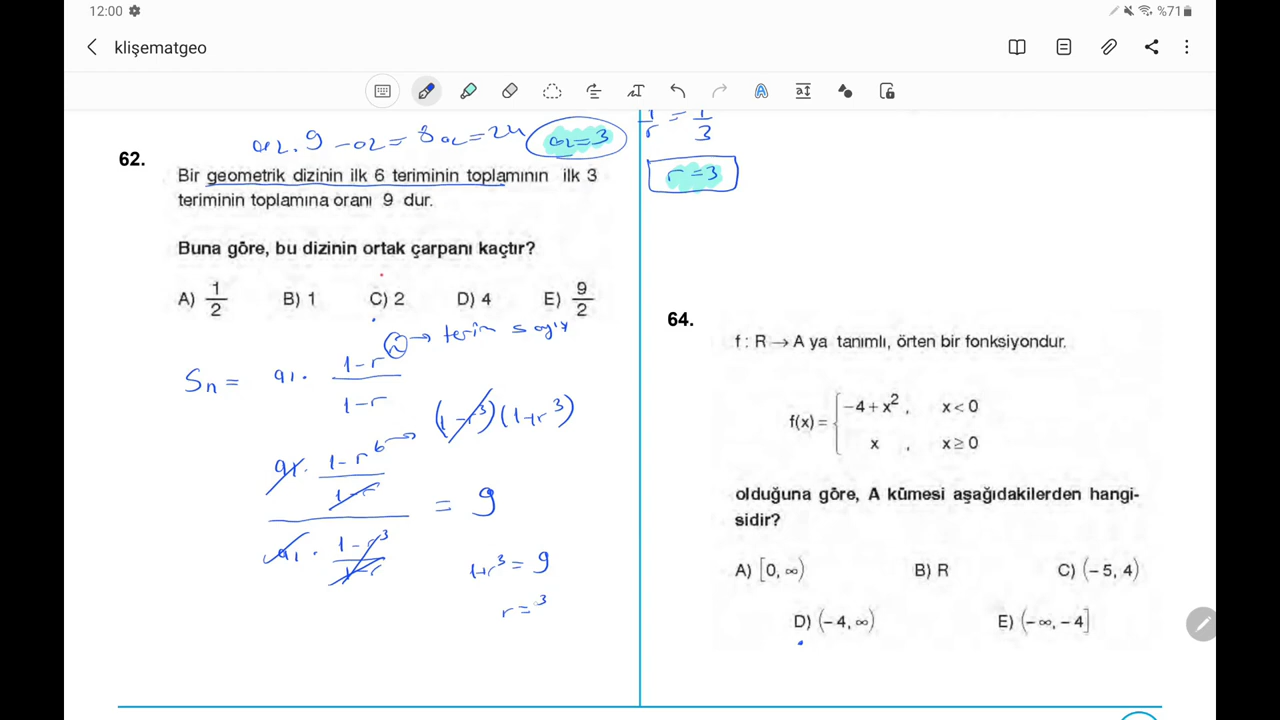 12:00
%71
klişematgeo
a2.9 - a2 = 8a2 = 24 a2 = 3
62.
Bir geometrik dizinin ilk 6 teriminin toplamının ilk 3
teriminin toplamına oranı 9 dur.
Buna göre, bu dizinin ortak çarpanı kaçtır?
A) 1/2 B) 1 C) 2 D) 4 E) 9/2
n → terim sayısı
Sn = a1 . (1-r^n)/(1-r)
(1-r^3)(1+r^3)
a1 . (1-r^6)/(1-r)
= 9
a1 . (1-r^3)/(1-r)
1+r^3 = 9
r = 3
1/r = 1/3
r = 3
64.
f : R → A ya tanımlı, örten bir fonksiyondur.
f(x) = { -4 + x², x < 0
x , x ≥ 0
olduğuna göre, A kümesi aşağıdakilerden hangi-
sidir?
A) [0, ∞) B) R C) (-5, 4)
D) (-4, ∞) E) (-∞, -4]